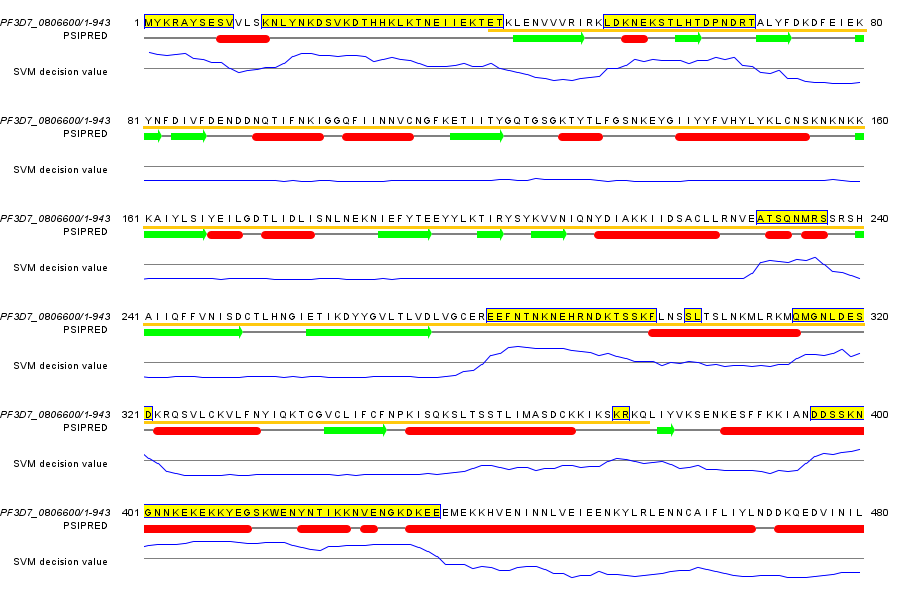 PF3D7_0806600/1-943 1 MYKRAYSESVVLSKNLYNKDSVKDTHHKLKTNEIIEKTETKLENVVVRIRKLDKNEKSTLHTDPNDRTALYFDKDFEIEK 80
PSIPRED
SVM decision value
PF3D7_0806600/1-943 81 YNFDIVFDENDDNQTIFNKIGGQFIINNVCNGFKETIITYGQTGSGKTYTLFGSNKEYGIIYYFVHYLYKLCNSKNKNKK 160
PSIPRED
SVM decision value
PF3D7_0806600/1-943 161 KAIYLSIYEILGDTLIDLISNLNEKNIEFYTEEYYLKTIRYSYKVVNIQNYDIAKKIIDSACLLRNVEATSQNMRSSRSH 240
PSIPRED
SVM decision value
PF3D7_0806600/1-943 241 AIIQFFVNISDCTLHNGIETIKDYYGVLTLVDLVGCEREEFNTNKNEHRNDKTSSKFLNSSLTSLNKMLRKMQMGNLDES 320
PSIPRED
SVM decision value
PF3D7_0806600/1-943 321 DKRQSVLCKVLFNYIQKTCGVCLIFCFNPKISQKSLTSSTLIMASDCKKIKSKRKQLIYVKSENKESFFKKIANDDSSKN 400
PSIPRED
SVM decision value
PF3D7_0806600/1-943 401 GNNKEKEKKYEGSKWENYNTIKKNVENGKDKEEEMEKKHVENINNLVEIEENKYLRLENNCAIFLIYLNDDKQEDVINIL 480
PSIPRED
SVM decision value